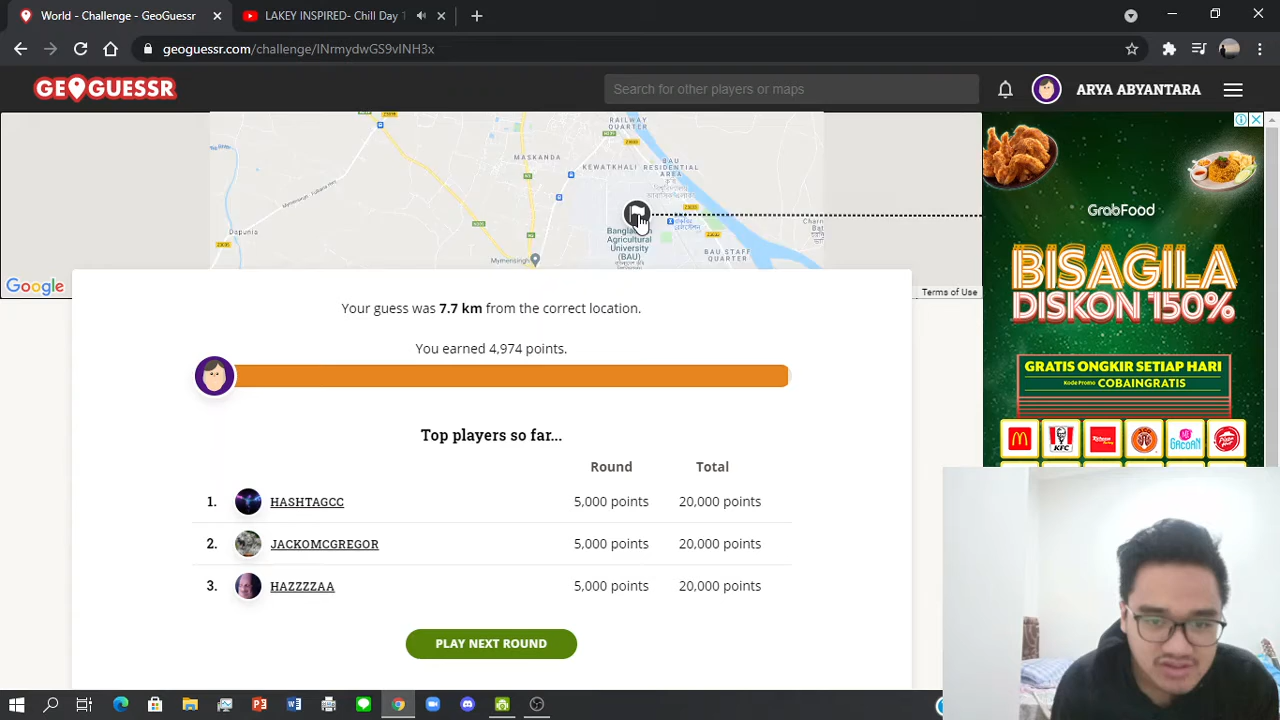 World - Challenge - GeoGuessr
LAKEY INSPIRED- Chill Day
geoguessr.com/challenge/lNrmydwGS9vINH3x
GEOGUESSR
Search for other players or maps
ARYA ABYANTARA
RAILWAY QUARTER
MASKANDA
KEWATKHALI
BAU RESIDENTIAL AREA
Dapunia
Mymensingh
Bangladesh Agricultural University (BAU)
BAU STAFF QUARTER
Google
Terms of Use
Your guess was 7.7 km from the correct location.
You earned 4,974 points.
Top players so far...
Round Total
1. HASHTAGCC 5,000 points 20,000 points
2. JACKOMCGREGOR 5,000 points 20,000 points
3. HAZZZZAA 5,000 points 20,000 points
PLAY NEXT ROUND
GrabFood
BISAGILA
DISKON 150%
GRATIS ONGKIR SETIAP HARI
Kode Promo COBAINGRATIS
KFC